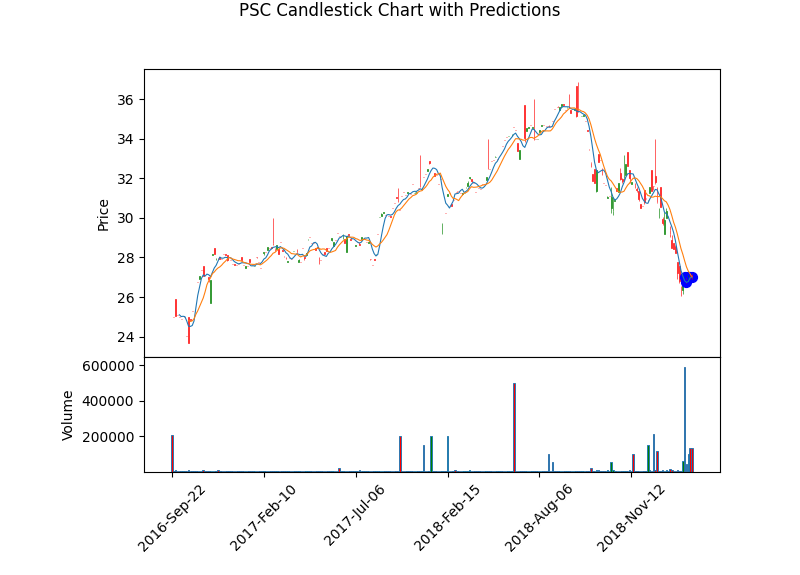 PSC Candlestick Chart with Predictions
Price
36
34
32
30
28
26
24
Volume
600000
400000
200000
2016-Sep-22
2017-Feb-10
2017-Jul-06
2018-Feb-15
2018-Aug-06
2018-Nov-12